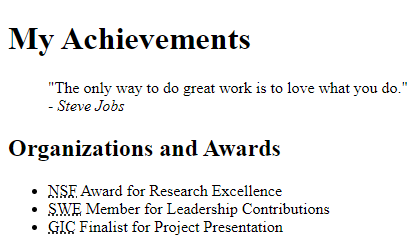 My Achievements
"The only way to do great work is to love what you do."
- Steve Jobs
Organizations and Awards
NSF Award for Research Excellence
SWE Member for Leadership Contributions
GIC Finalist for Project Presentation